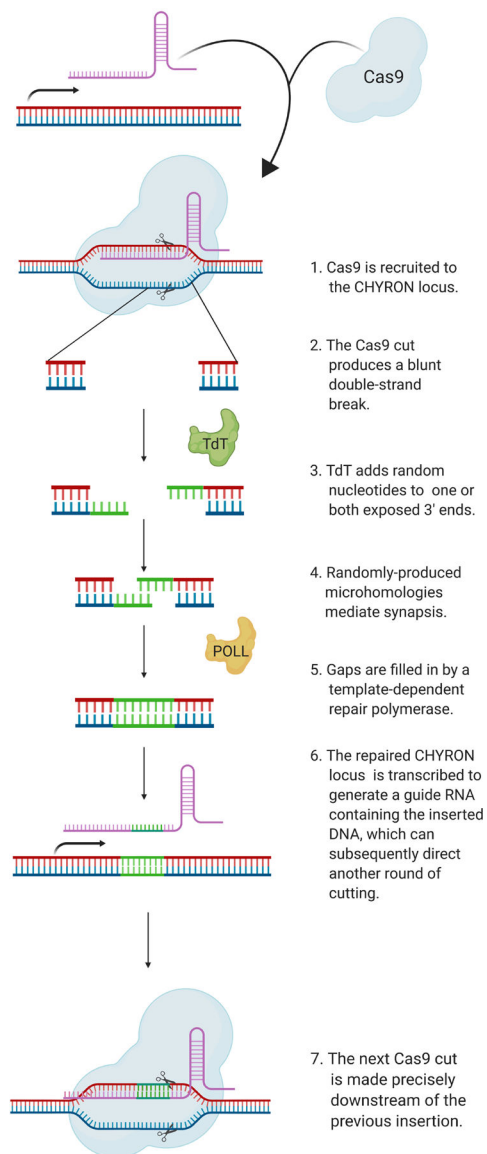 Cas9
1. Cas9 is recruited to
the CHYRON locus.
2. The Cas9 cut
produces a blunt
double-strand
break.
TdT
3. TdT adds random
nucleotides to one or
both exposed 3' ends.
4. Randomly-produced
microhomologies
mediate synapsis.
POLL
5. Gaps are filled in by a
template-dependent
repair polymerase.
6. The repaired CHYRON
locus is transcribed to
generate a guide RNA
containing the inserted
DNA, which can
subsequently direct
another round of
cutting.
7. The next Cas9 cut
is made precisely
downstream of the
previous insertion.